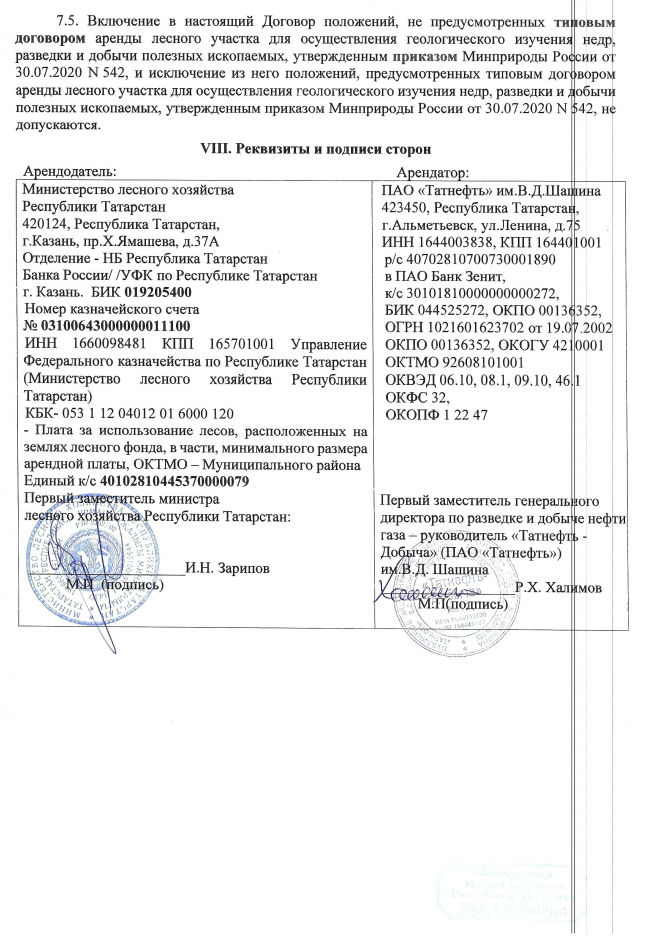 7.5. Включение в настоящий Договор положений, не предусмотренных типовым
договором аренды лесного участка для осуществления геологического изучения недр,
разведки и добычи полезных ископаемых, утвержденным приказом Минприроды России от
30.07.2020 N 542, и исключение из него положений, предусмотренных типовым договором
аренды лесного участка для осуществления геологического изучения недр, разведки и добычи
полезных ископаемых, утвержденным приказом Минприроды России от 30.07.2020 N 542, не
допускаются.
VIII. Реквизиты и подписи сторон
Арендодатель:
Министерство лесного хозяйства
Республики Татарстан
420124, Республика Татарстан,
г.Казань, пр.Х.Ямашева, д.37А
Отделение - НБ Республика Татарстан
Банка России/ /УФК по Республике Татарстан
г. Казань. БИК 019205400
Номер казначейского счета
№ 03100643000000011100
ИНН 1660098481 КПП 165701001 Управление
Федерального казначейства по Республике Татарстан
(Министерство лесного хозяйства Республики
Татарстан)
КБК- 053 1 12 04012 01 6000 120
- Плата за использование лесов, расположенных на
землях лесного фонда, в части, минимального размера
арендной платы, ОКТМО – Муниципального района
Единый к/с 40102810445370000079
Первый заместитель министра
лесного хозяйства Республики Татарстан:
И.Н. Зарипов
М.П (подпись)
Арендатор:
ПАО «Татнефть» им.В.Д.Шашина
423450, Республика Татарстан,
г.Альметьевск, ул.Ленина, д.75
ИНН 1644003838, КПП 164401001
р/с 40702810700730001890
в ПАО Банк Зенит,
к/с 30101810000000000272,
БИК 044525272, ОКПО 00136352,
ОГРН 1021601623702 от 19.07.2002
ОКПО 00136352, ОКОГУ 4210001
ОКТМО 92608101001
ОКВЭД 06.10, 08.1, 09.10, 46.1
ОКФС 32,
ОКОПФ 1 22 47
Первый заместитель генерального
директора по разведке и добыче нефти
газа – руководитель «Татнефть -
Добыча» (ПАО «Татнефть»)
им.В.Д. Шашина
Р.Х. Халимов
М.П(подпись)
«Татнефть»